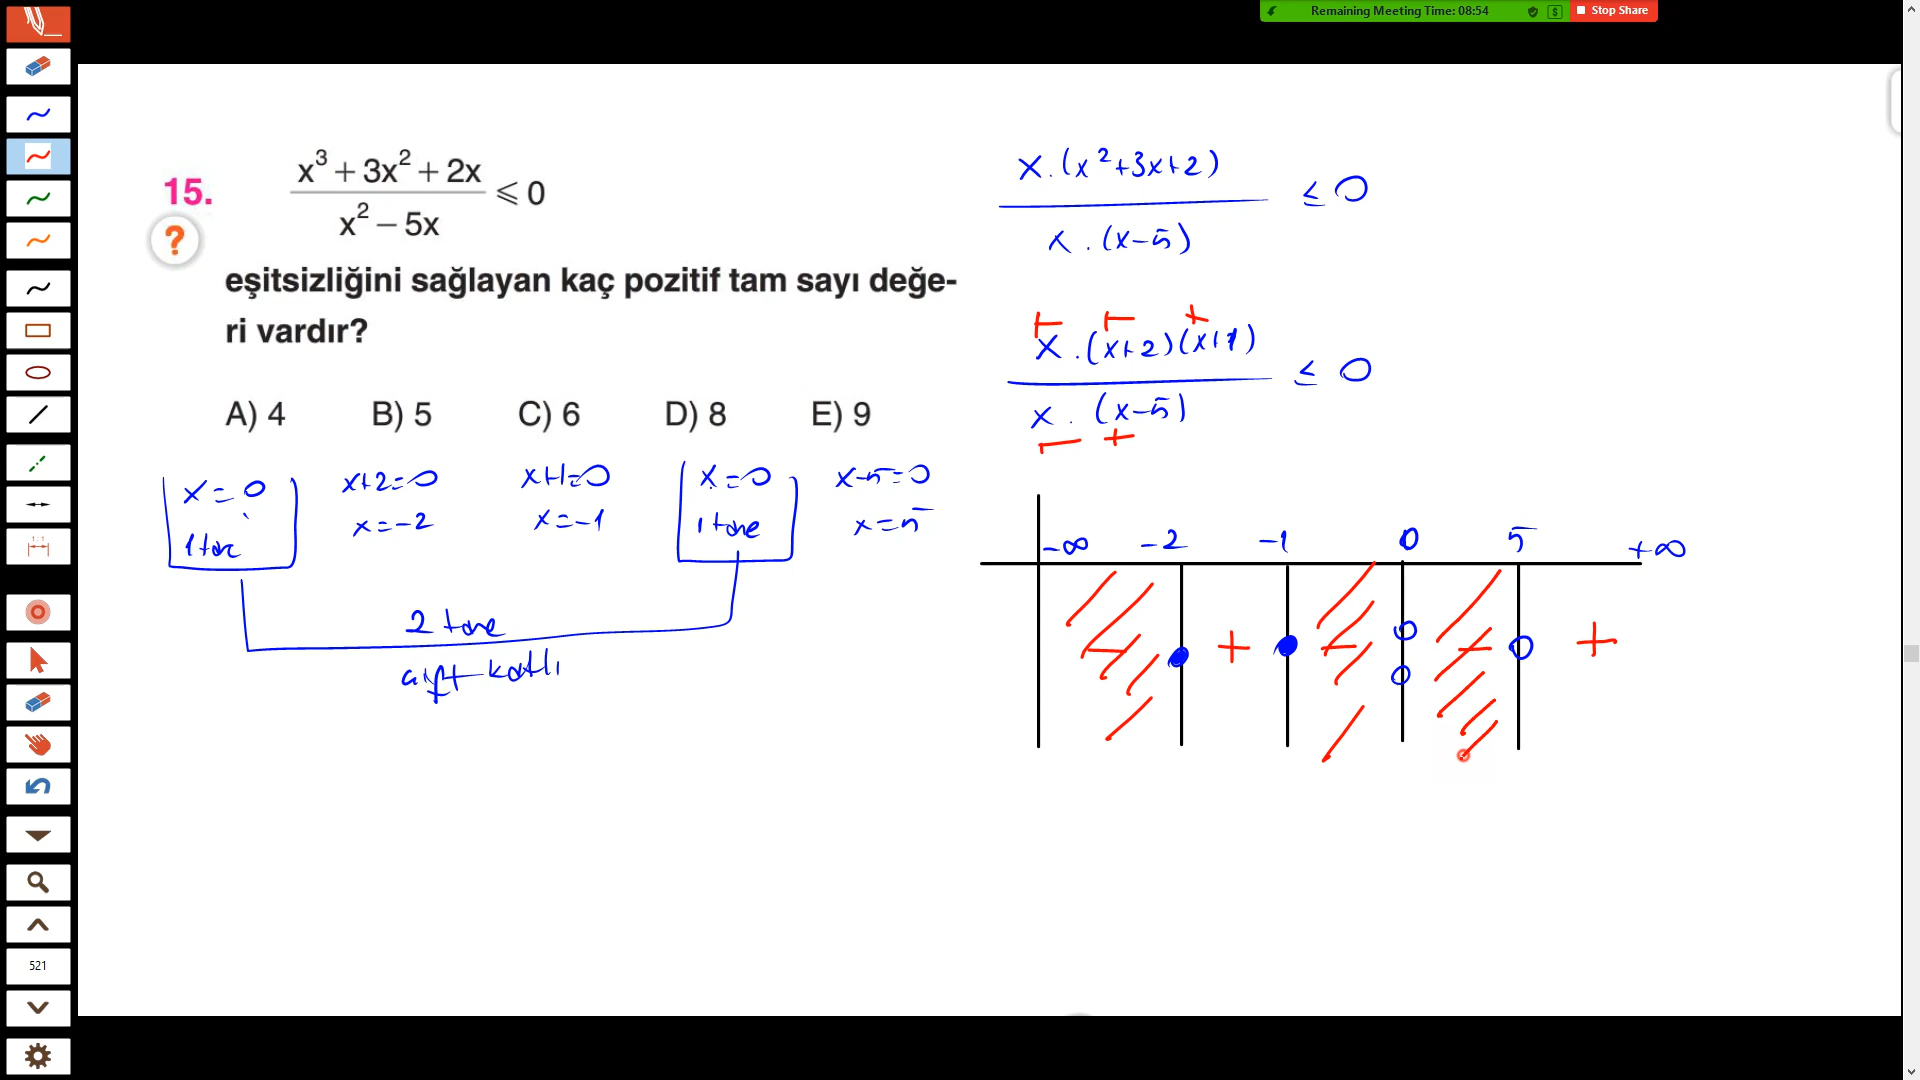 Remaining Meeting Time: 08:54
Stop Share
15.
x³ + 3x² + 2x
x² − 5x
⩽ 0
?
eşitsizliğini sağlayan kaç pozitif tam sayı değe-
ri vardır?
A) 4 B) 5 C) 6 D) 8 E) 9
x=0 x+2=0 x+1=0 x=0 x-5=0
1 tane x=-2 x=-1 1 tane x=5
2 tane
çift katlı
x.(x²+3x+2)
x.(x-5)
≤ 0
+ + +
x.(x+2)(x+1)
x.(x-5)
≤ 0
− +
-∞ -2 -1 0 5 +∞
− + − − +
1:1
521